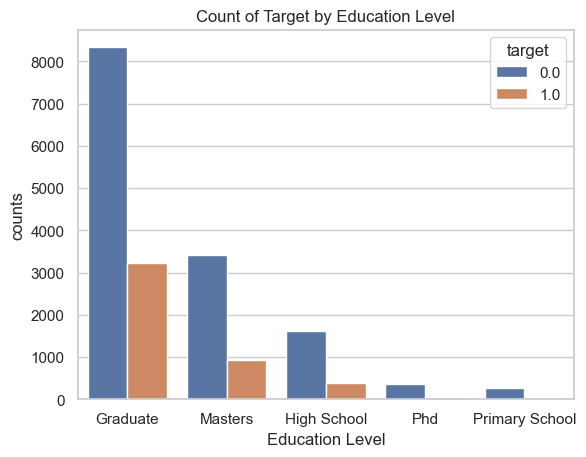 Count of Target by Education Level
target
0.0
1.0
counts
8000
7000
6000
5000
4000
3000
2000
1000
0
Graduate
Masters
High School
Phd
Primary School
Education Level